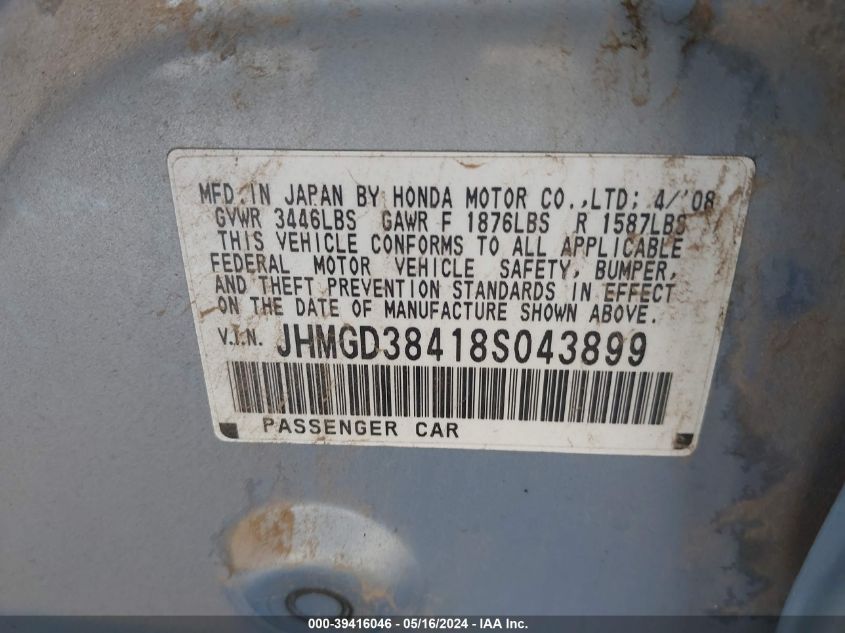 MFD.IN JAPAN BY HONDA MOTOR CO.,LTD; 4/'08
GVWR 3446LBS GAWR F 1876LBS R 1587LBS
THIS VEHICLE CONFORMS TO ALL APPLICABLE
FEDERAL MOTOR VEHICLE SAFETY, BUMPER,
AND THEFT PREVENTION STANDARDS IN EFFECT
ON THE DATE OF MANUFACTURE SHOWN ABOVE.
V.I.N. JHMGD38418S043899
PASSENGER CAR
000-39416046 - 05/16/2024 - IAA Inc.